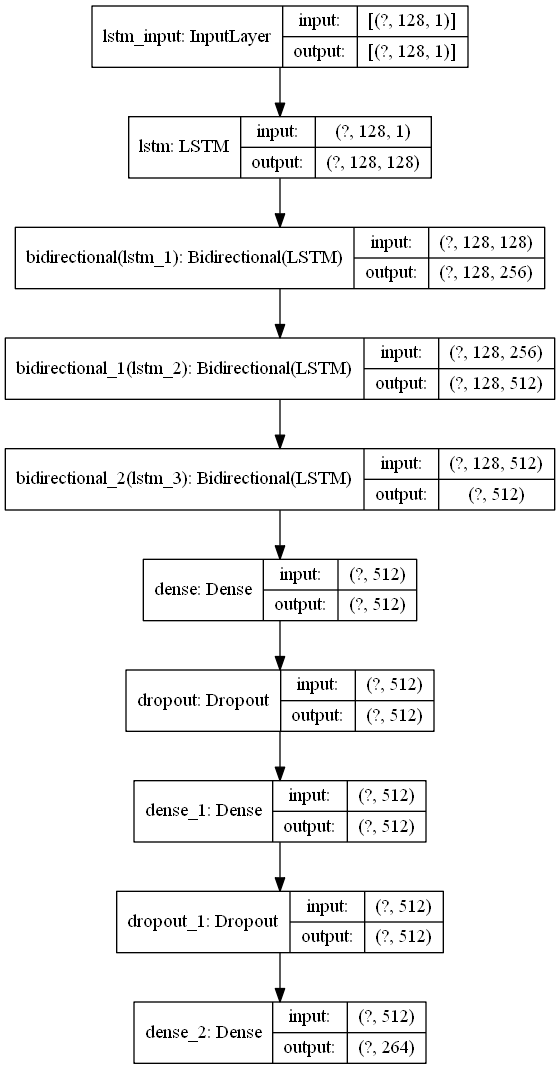 lstm_input: InputLayer
input: [(?, 128, 1)]
output: [(?, 128, 1)]
lstm: LSTM
input: (?, 128, 1)
output: (?, 128, 128)
bidirectional(lstm_1): Bidirectional(LSTM)
input: (?, 128, 128)
output: (?, 128, 256)
bidirectional_1(lstm_2): Bidirectional(LSTM)
input: (?, 128, 256)
output: (?, 128, 512)
bidirectional_2(lstm_3): Bidirectional(LSTM)
input: (?, 128, 512)
output: (?, 512)
dense: Dense
input: (?, 512)
output: (?, 512)
dropout: Dropout
input: (?, 512)
output: (?, 512)
dense_1: Dense
input: (?, 512)
output: (?, 512)
dropout_1: Dropout
input: (?, 512)
output: (?, 512)
dense_2: Dense
input: (?, 512)
output: (?, 264)